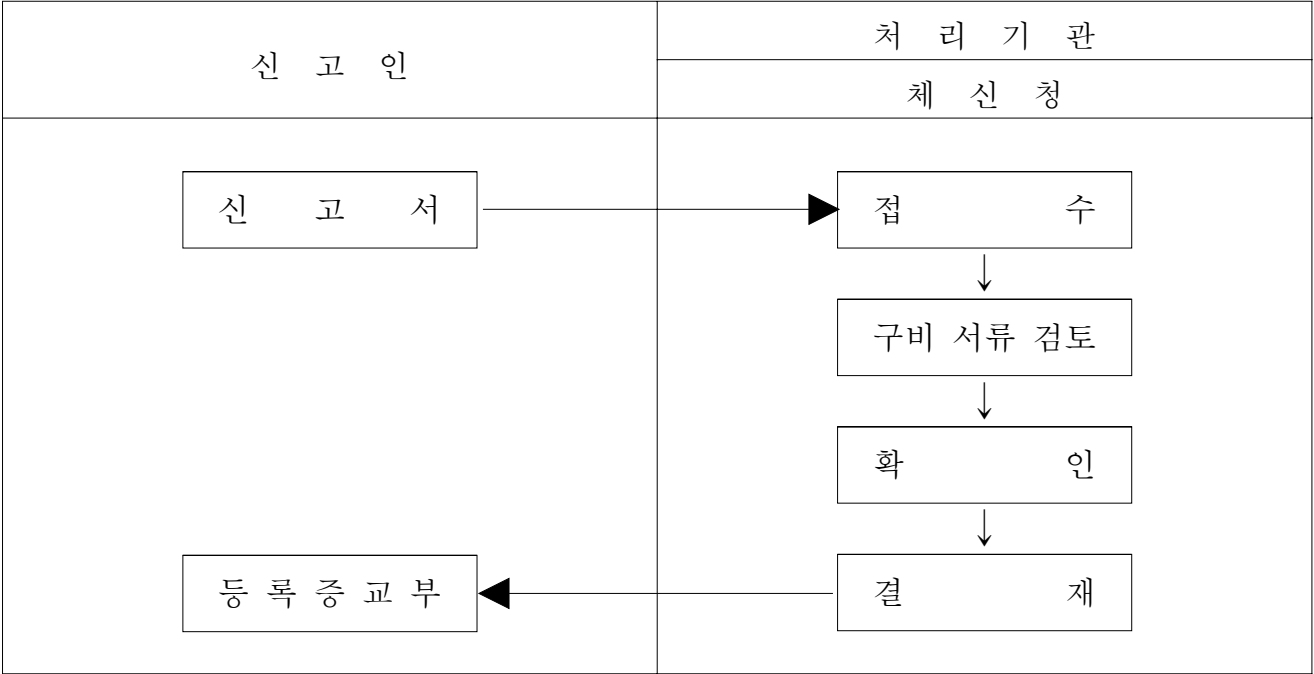 신 고 인
처 리 기 관
체 신 청
신 고 서
접 수
구비 서류 검토
확 인
등 록 증 교 부
결 재